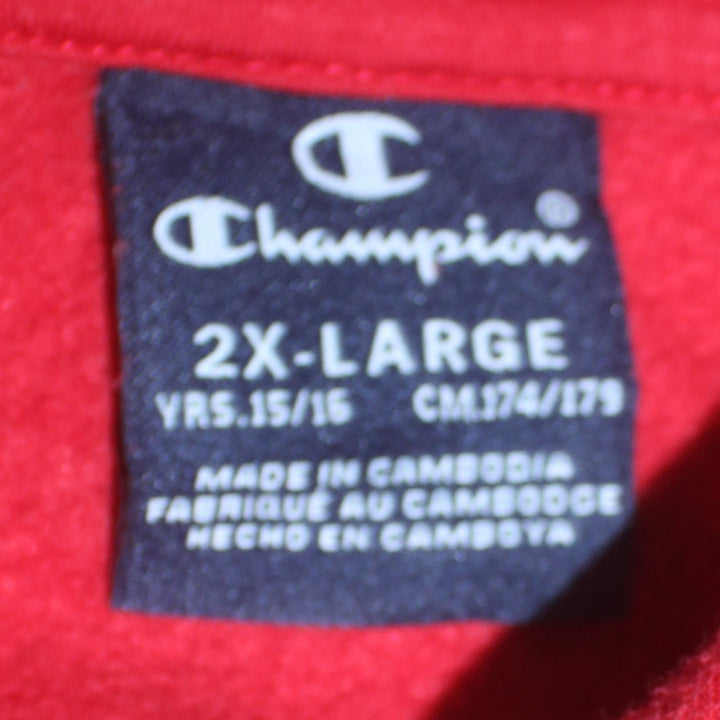 Champion®
2X-LARGE
YRS.15/16 CM.174/179
MADE IN CAMBODIA
FABRIQUÉ AU CAMBODGE
HECHO EN CAMBOYA